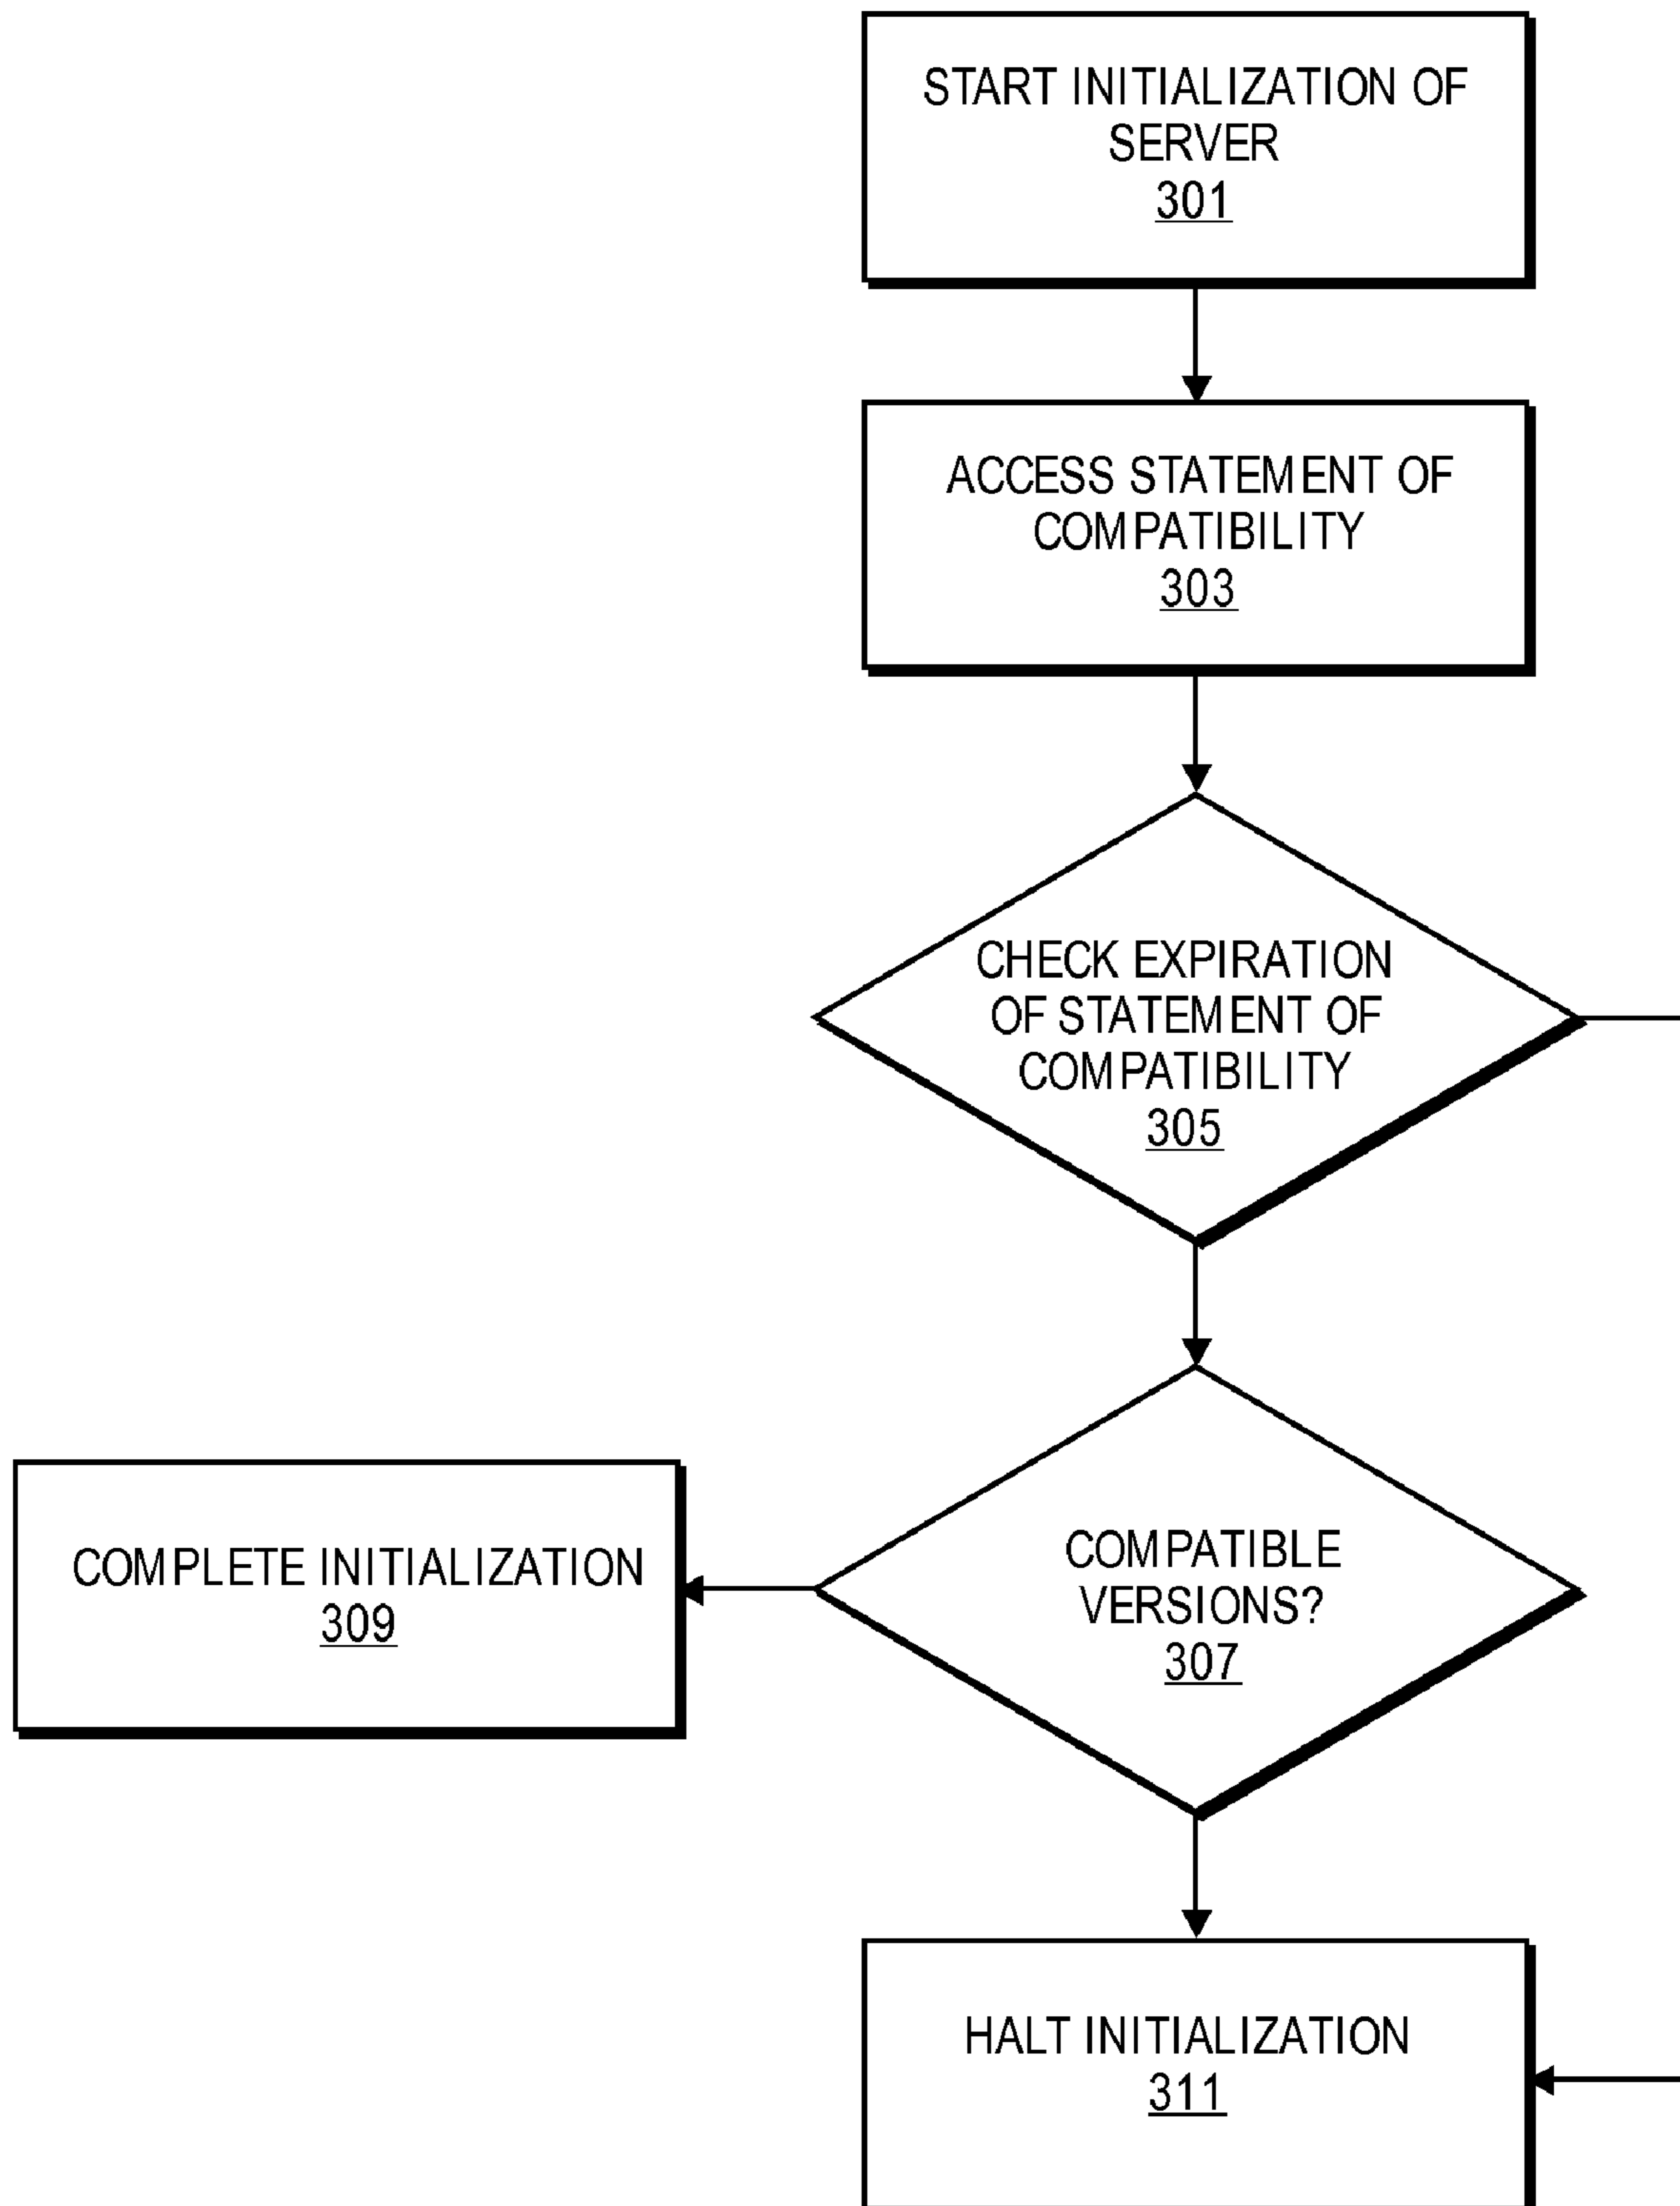 START INITIALIZATION OF
SERVER
301
ACCESS STATEMENT OF
COMPATIBILITY
303
CHECK EXPIRATION
OF STATEMENT OF
COMPATIBILITY
305
COMPATIBLE
VERSIONS?
307
COMPLETE INITIALIZATION
309
HALT INITIALIZATION
311